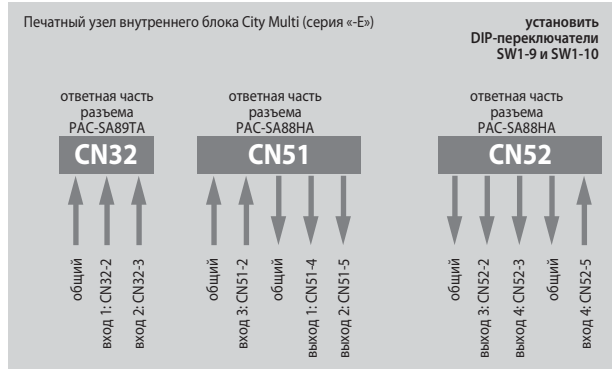 Печатный узел внутреннего блока City Multi (серия «-E»)
установить
DIP-переключатели
SW1-9 и SW1-10
ответная часть
разъема
PAC-SA89TA
CN32
общий
вход 1: CN32-2
вход 2: CN32-3
ответная часть
разъема
PAC-SA88HA
CN51
общий
вход 3: CN51-2
общий
выход 1: CN51-4
выход 2: CN51-5
ответная часть
разъема
PAC-SA88HA
CN52
общий
выход 3: CN52-2
выход 4: CN52-3
общий
вход 4: CN52-5